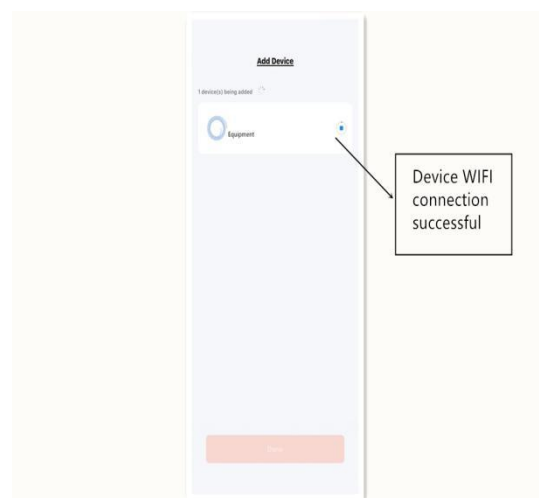 Add Device
1 device(s) being added
Equipment
Device WIFI
connection
successful